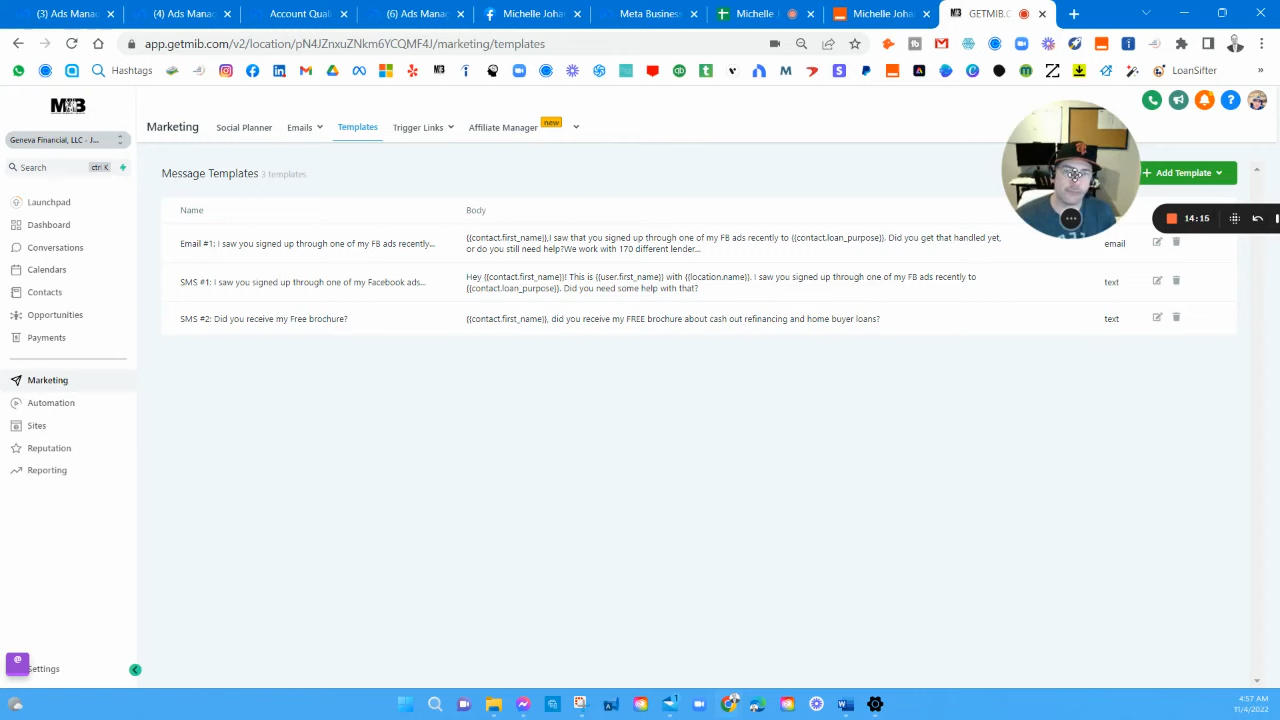 (3) Ads Manag
(4) Ads Manag
Account Quali
(6) Ads Manag
Michelle Johan
Meta Business
Michelle J
Michelle Joha
GETMIB.C
app.getmib.com/v2/location/pN4JZnxuZNkm6YCQMF4J/marketing/templates
Hashtags
LoanSifter
»
Geneva Financial, LLC - J...
Search
ctrl K
Launchpad
Dashboard
Conversations
Calendars
Contacts
Opportunities
Payments
Marketing
Automation
Sites
Reputation
Reporting
Settings
Marketing
Social Planner
Emails
Templates
Trigger Links
Affiliate Manager
new
Message Templates 3 templates
+ Add Template
14:15
Name
Body
Email #1: I saw you signed up through one of my FB ads recently...
{{contact.first_name}},I saw that you signed up through one of my FB ads recently to {{contact.loan_purpose}}. Did you get that handled yet,
or do you still need help?We work with 170 different lender...
email
SMS #1: I saw you signed up through one of my Facebook ads...
Hey {{contact.first_name}}! This is {{user.first_name}} with {{location.name}}. I saw you signed up through one of my FB ads recently to
{{contact.loan_purpose}}. Did you need some help with that?
text
SMS #2: Did you receive my Free brochure?
{{contact.first_name}}, did you receive my FREE brochure about cash out refinancing and home buyer loans?
text
4:57 AM
11/4/2022